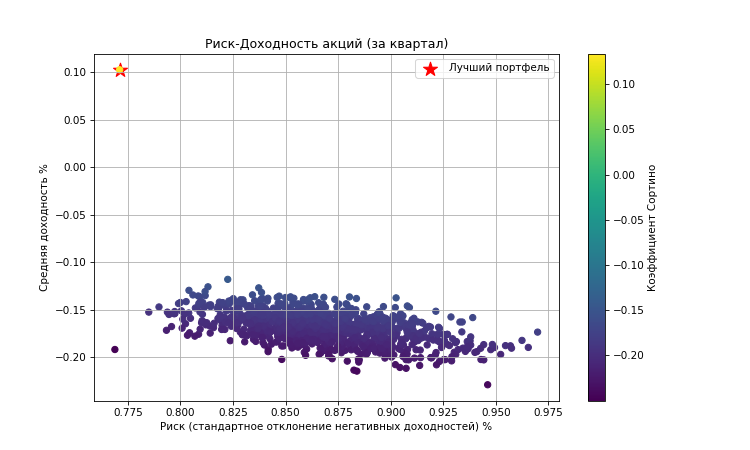 Риск-Доходность акций (за квартал)
Лучший портфель
Средняя доходность %
0.10
0.05
0.00
−0.05
−0.10
−0.15
−0.20
0.775 0.800 0.825 0.850 0.875 0.900 0.925 0.950 0.975
Риск (стандартное отклонение негативных доходностей) %
0.10
0.05
0.00
−0.05
−0.10
−0.15
−0.20
Коэффициент Сортино